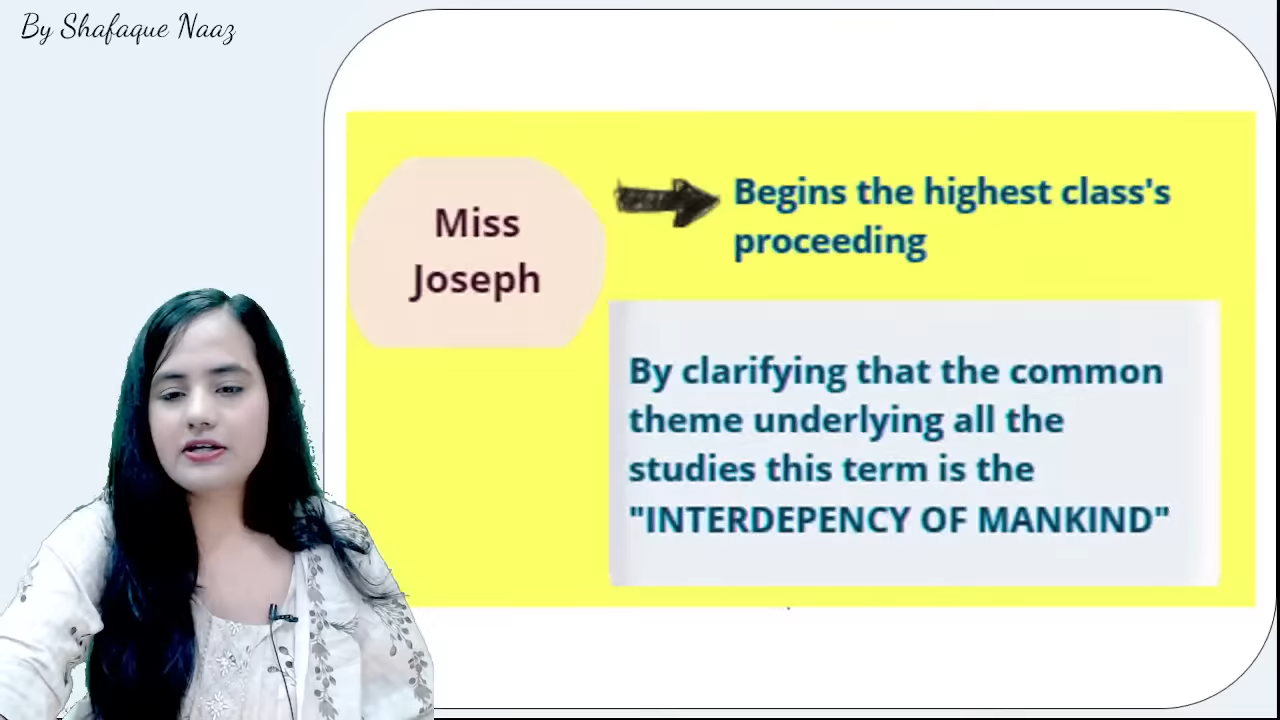 By Shafaque Naaz
Miss
Joseph
Begins the highest class's
proceeding
By clarifying that the common
theme underlying all the
studies this term is the
"INTERDEPENCY OF MANKIND"